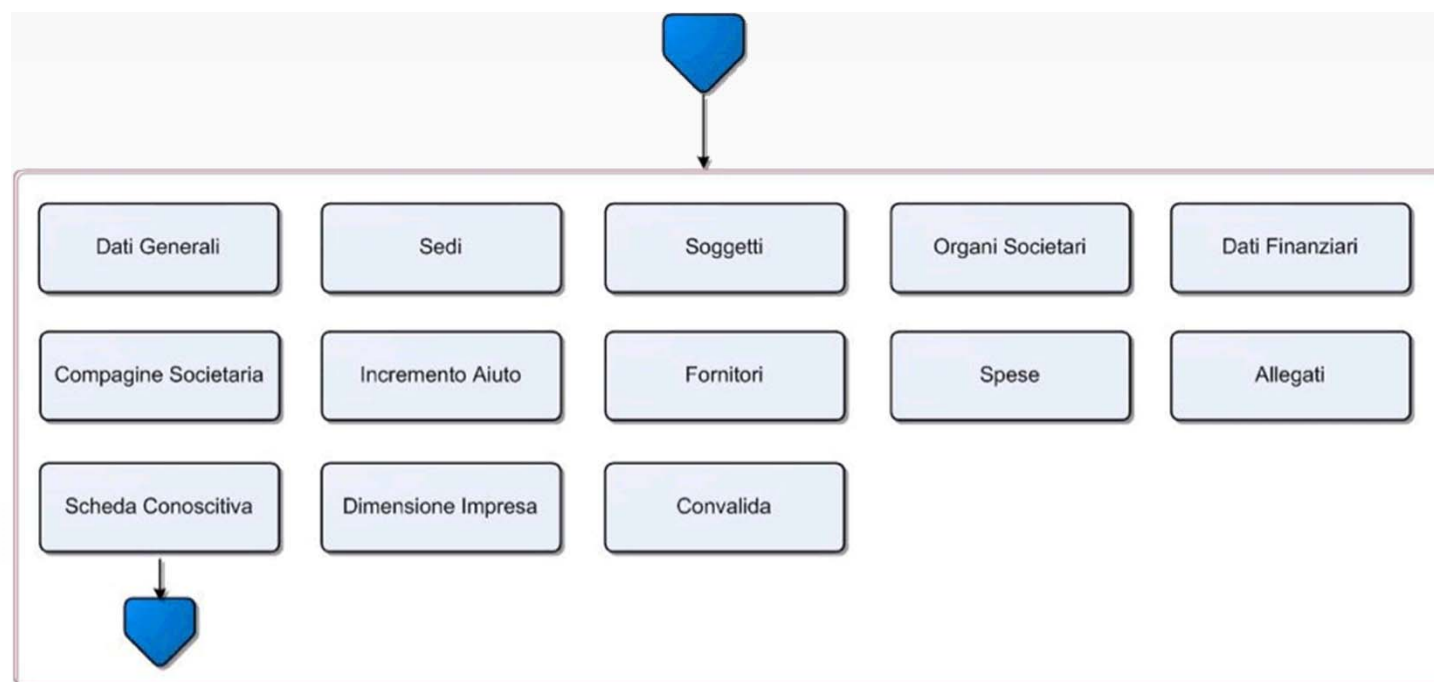 Dati Generali
Sedi
Soggetti
Organi Societari
Dati Finanziari
Compagine Societaria
Incremento Aiuto
Fornitori
Spese
Allegati
Scheda Conoscitiva
Dimensione Impresa
Convalida